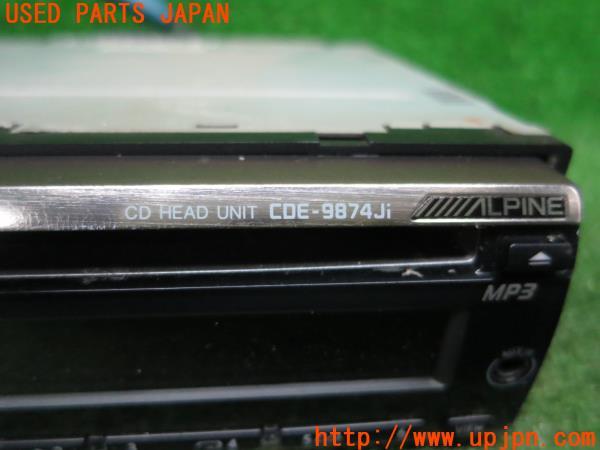 USED PARTS JAPAN
CD HEAD UNIT CDE-9874Ji
ALPINE
MP3
http://www.upjpn.com